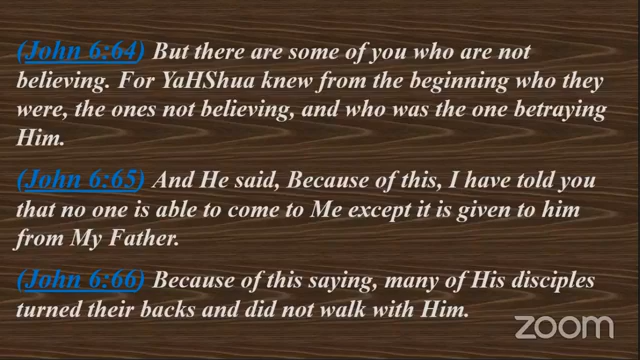 (John 6:64) But there are some of you who are not
believing. For YaHShua knew from the beginning who they
were, the ones not believing, and who was the one betraying
Him.
(John 6:65) And He said, Because of this, I have told you
that no one is able to come to Me except it is given to him
from My Father.
(John 6:66) Because of this saying, many of His disciples
turned their backs and did not walk with Him.
zoom